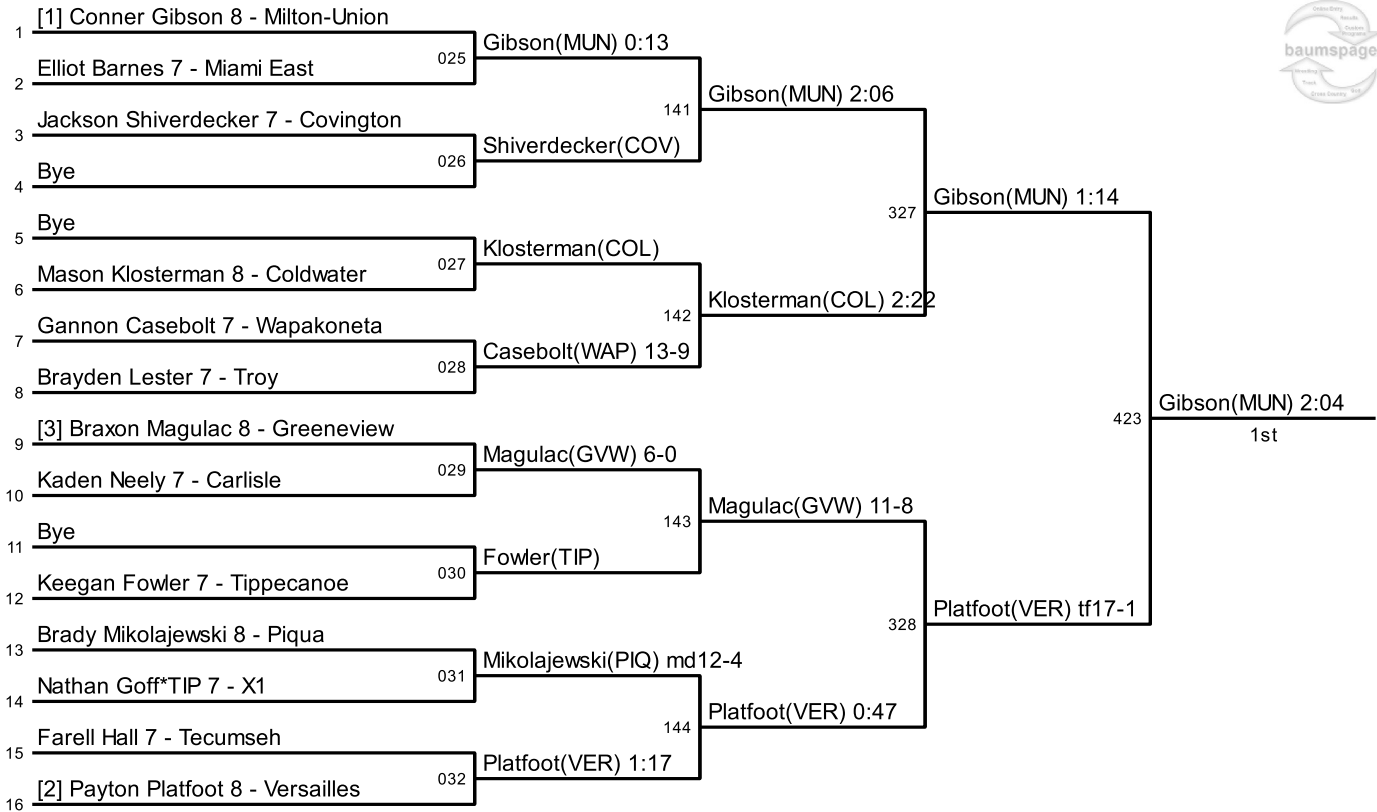 [1] Conner Gibson 8 - Milton-Union
1
Gibson(MUN) 0:13
025
Elliot Barnes 7 - Miami East
2
Gibson(MUN) 2:06
141
Jackson Shiverdecker 7 - Covington
3
Shiverdecker(COV)
026
Bye
4
Gibson(MUN) 1:14
327
Bye
5
Klosterman(COL)
027
Mason Klosterman 8 - Coldwater
6
Klosterman(COL) 2:22
142
Gannon Casebolt 7 - Wapakoneta
7
Casebolt(WAP) 13-9
028
Brayden Lester 7 - Troy
8
Gibson(MUN) 2:04
423
1st
[3] Braxon Magulac 8 - Greeneview
9
Magulac(GVW) 6-0
029
Kaden Neely 7 - Carlisle
10
Magulac(GVW) 11-8
143
Bye
11
Fowler(TIP)
030
Keegan Fowler 7 - Tippecanoe
12
Platfoot(VER) tf17-1
328
Brady Mikolajewski 8 - Piqua
13
Mikolajewski(PIQ) md12-4
031
Nathan Goff*TIP 7 - X1
14
Platfoot(VER) 0:47
144
Farell Hall 7 - Tecumseh
15
Platfoot(VER) 1:17
032
[2] Payton Platfoot 8 - Versailles
16
Online Entry
Results
baumspage
Wrestling
Track
Cross Country